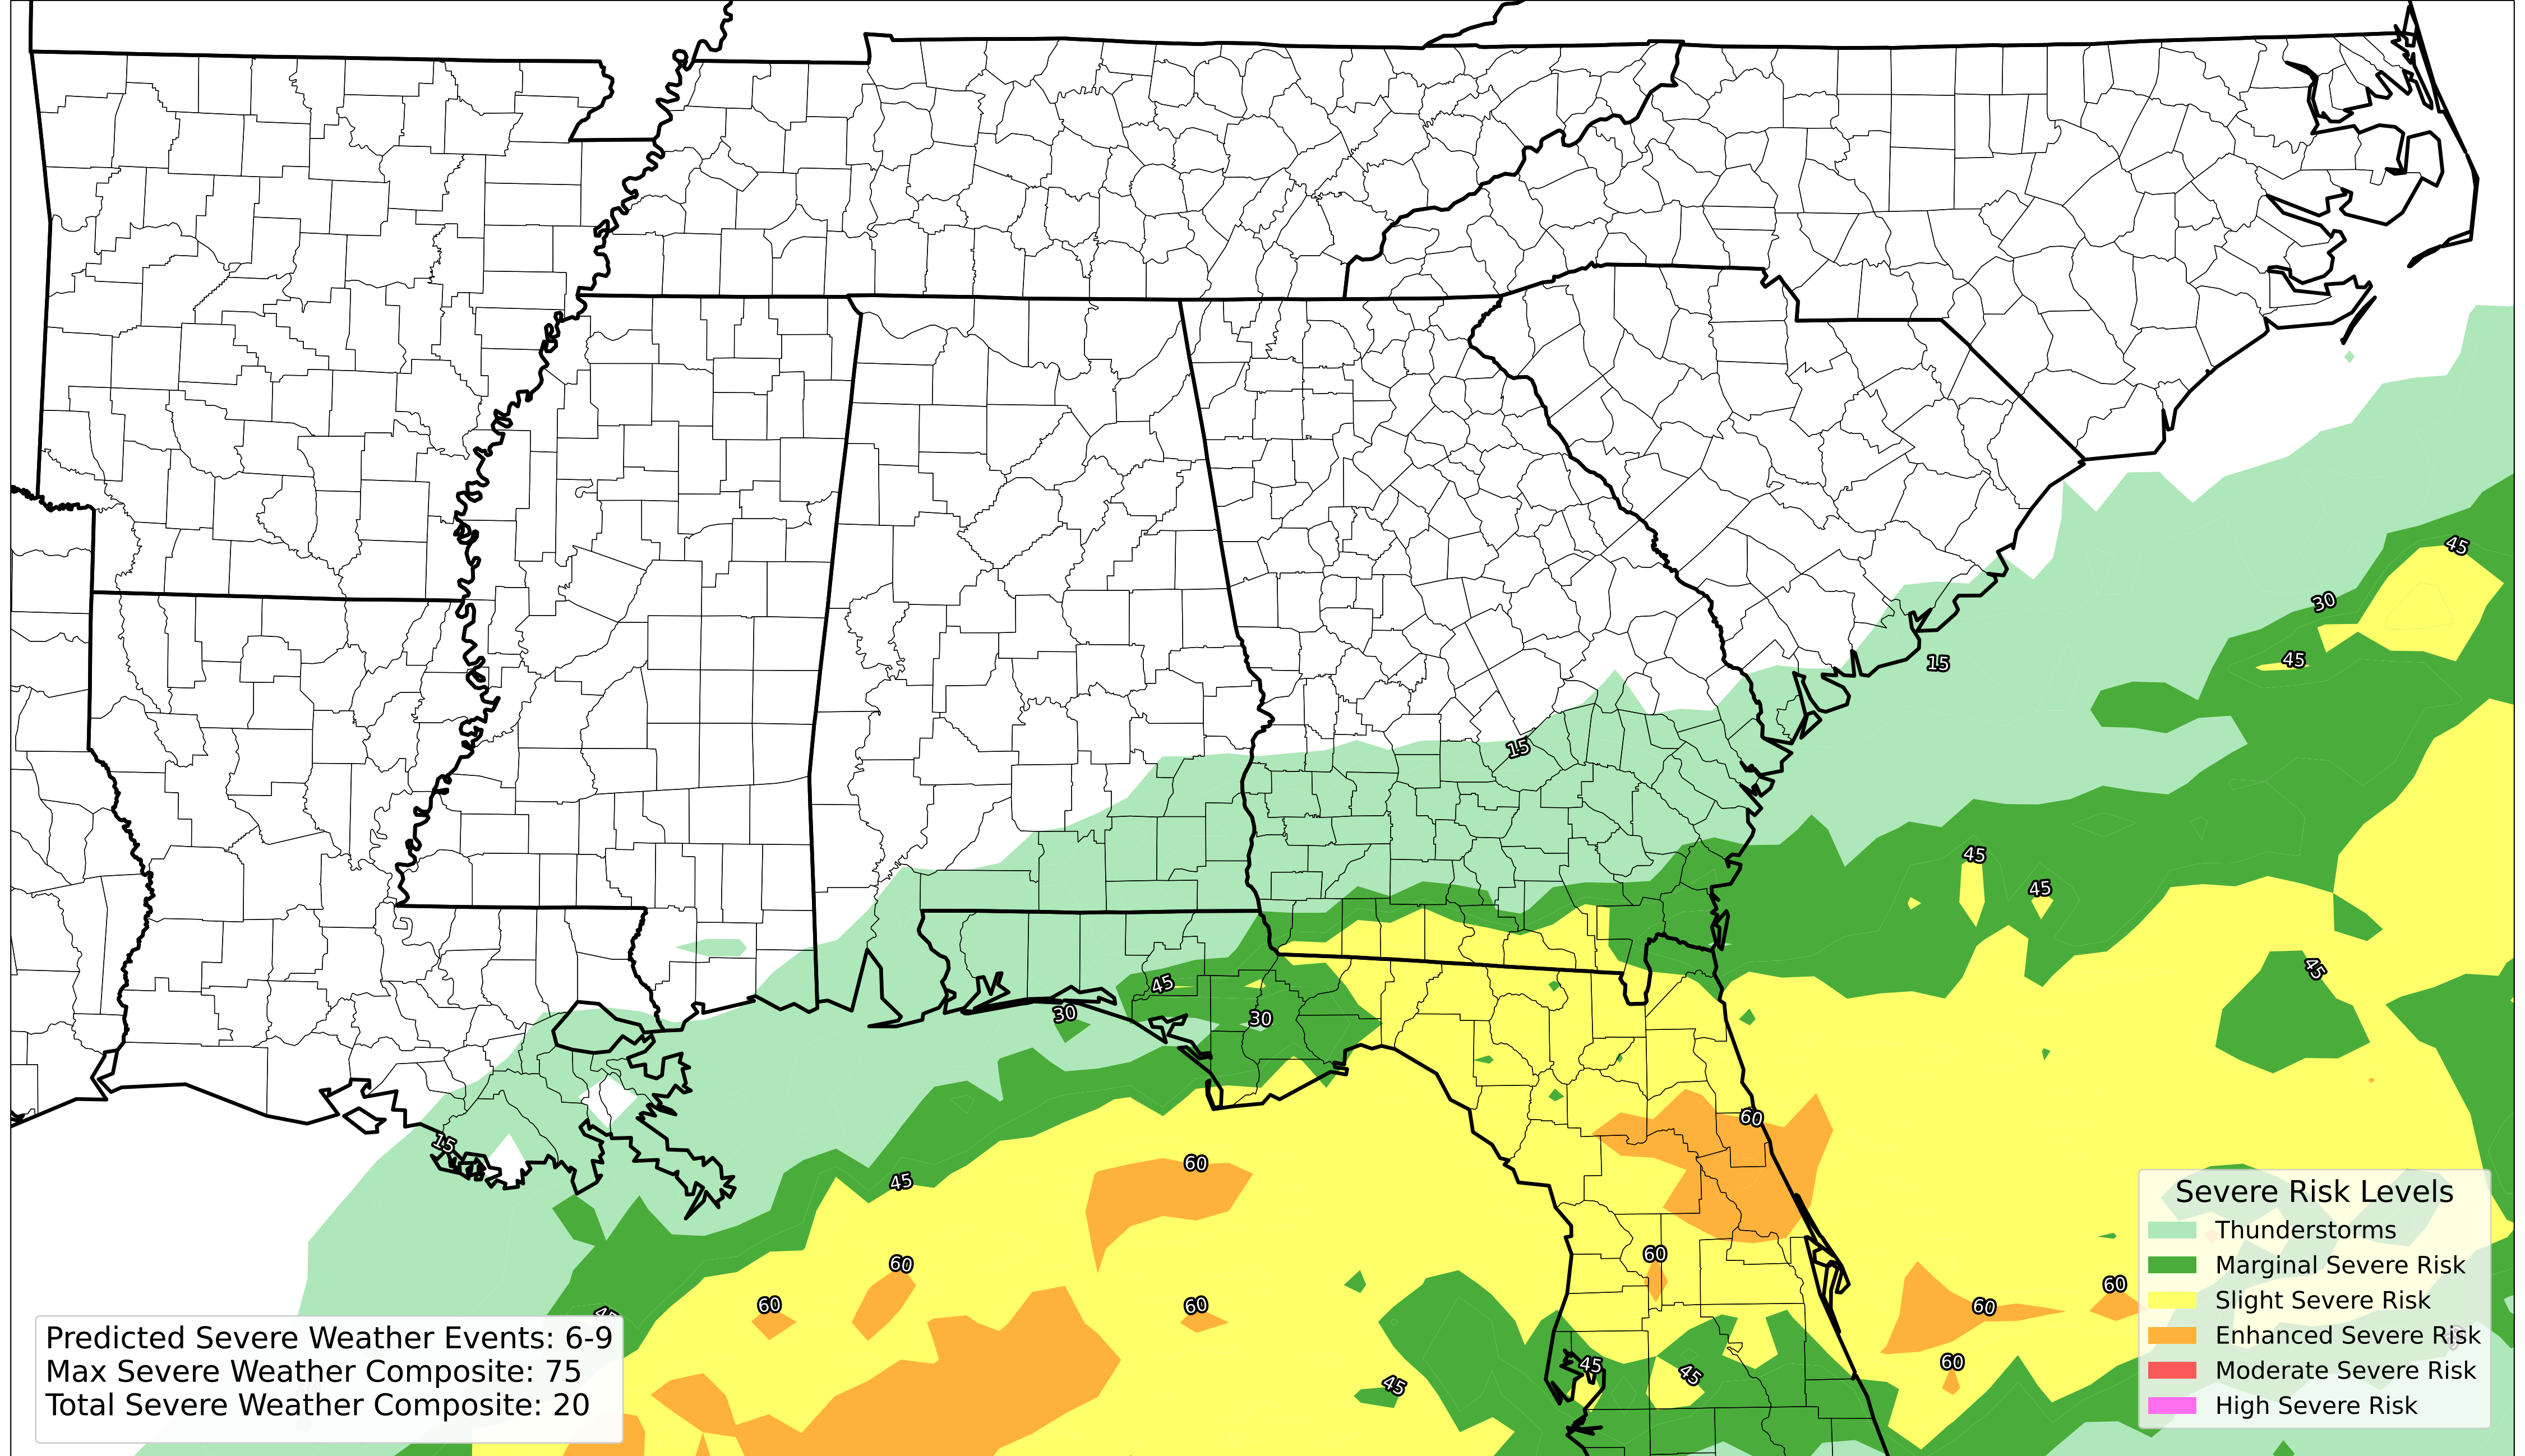 45
30
45
15
15
45
45
45
45
30
30
15
60
60
45
60
60
60
60
60
60
60
45
45
45
Severe Risk Levels
Thunderstorms
Marginal Severe Risk
Slight Severe Risk
Enhanced Severe Risk
Moderate Severe Risk
High Severe Risk
Predicted Severe Weather Events: 6-9
Max Severe Weather Composite: 75
Total Severe Weather Composite: 20